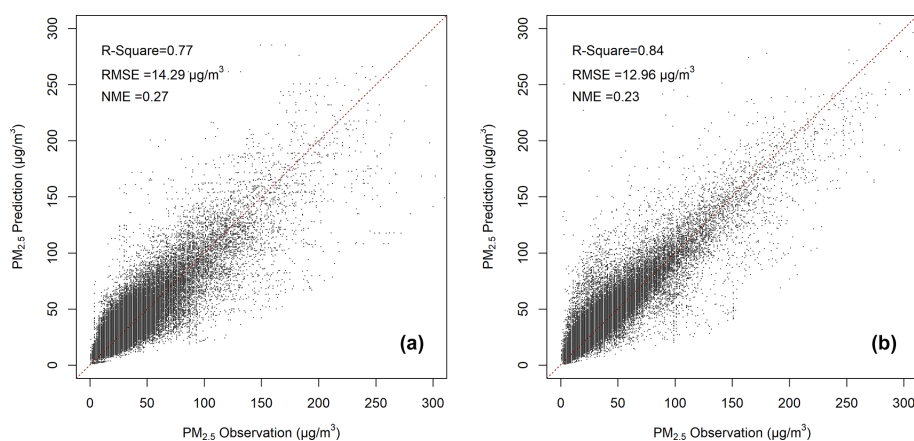 R-Square=0.77
RMSE =14.29 µg/m³
NME =0.27
PM2.5 Prediction (µg/m³)
300
250
200
150
100
50
0
(a)
0 50 100 150 200 250 300
PM2.5 Observation (µg/m³)
R-Square=0.84
RMSE =12.96 µg/m³
NME =0.23
PM2.5 Prediction (µg/m³)
300
250
200
150
100
50
0
(b)
0 50 100 150 200 250 300
PM2.5 Observation (µg/m³)